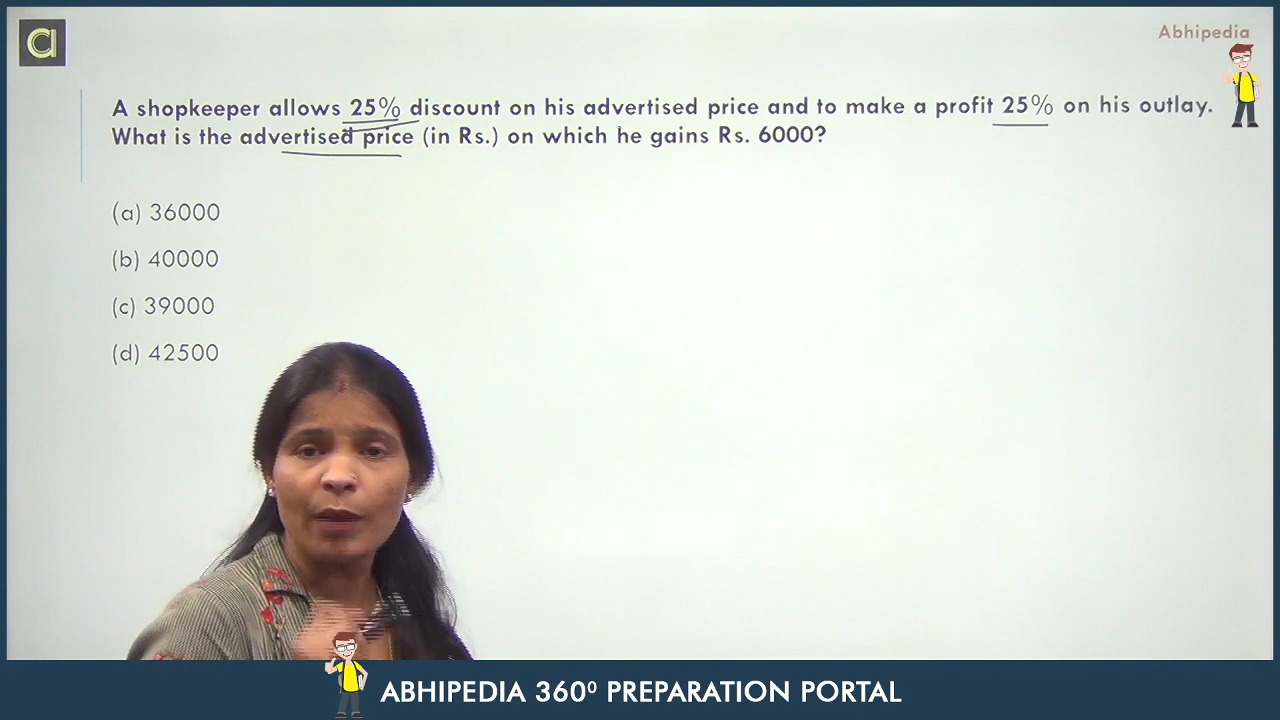 Abhipedia
A shopkeeper allows 25% discount on his advertised price and to make a profit 25% on his outlay.
What is the advertised price (in Rs.) on which he gains Rs. 6000?
(a) 36000
(b) 40000
(c) 39000
(d) 42500
ABHIPEDIA 360⁰ PREPARATION PORTAL